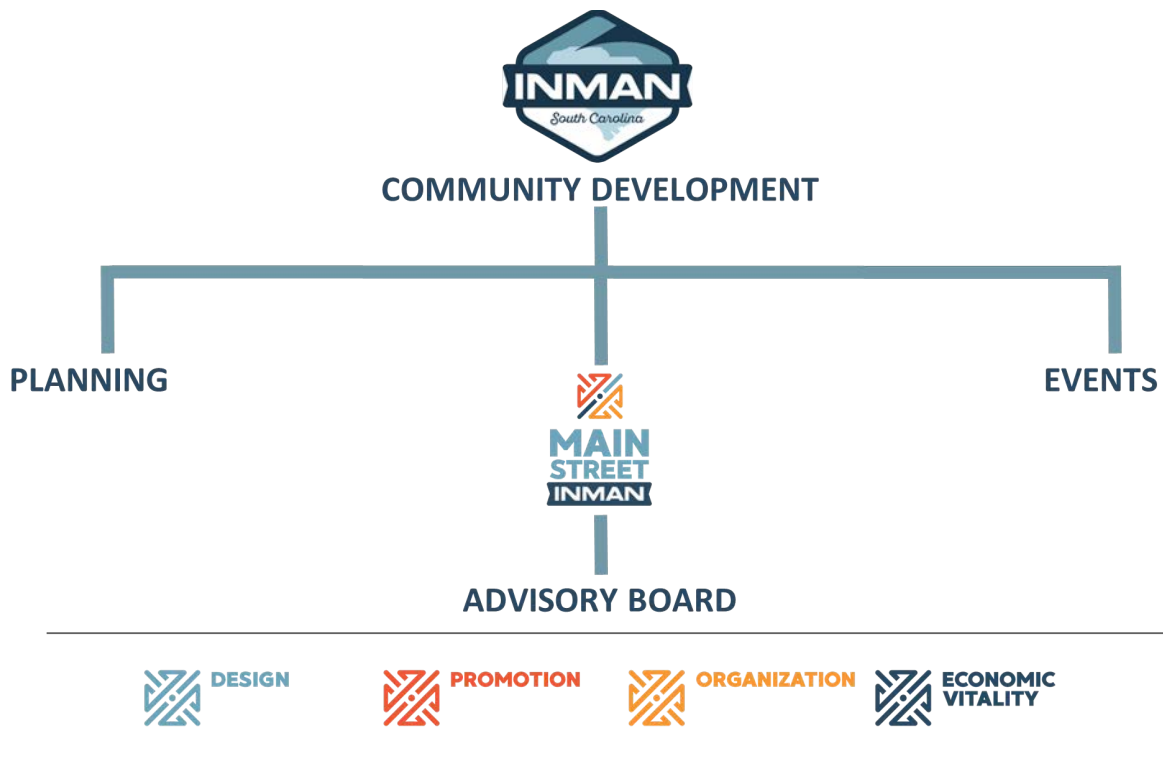 INMAN
South Carolina
COMMUNITY DEVELOPMENT
PLANNING
EVENTS
MAIN
STREET
INMAN
ADVISORY BOARD
DESIGN
PROMOTION
ORGANIZATION
ECONOMIC
VITALITY